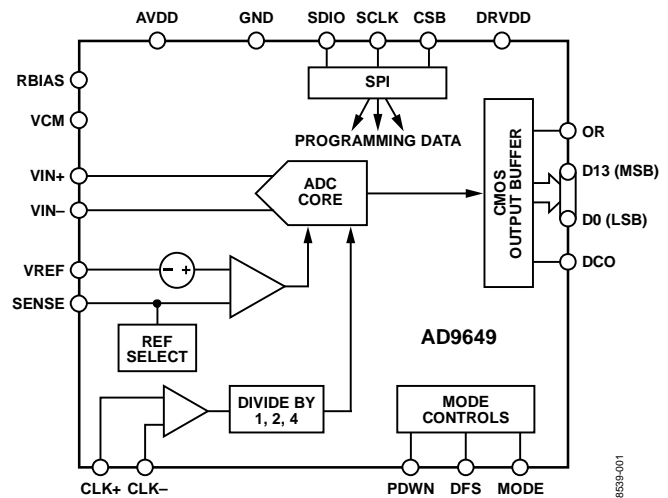 AVDD GND SDIO SCLK CSB DRVDD
RBIAS
SPI
VCM
PROGRAMMING DATA
OR
VIN+
ADC
CORE
CMOS
OUTPUT BUFFER
D13 (MSB)
VIN–
D0 (LSB)
VREF
– +
DCO
SENSE
REF
SELECT
AD9649
DIVIDE BY
1, 2, 4
MODE
CONTROLS
CLK+ CLK– PDWN DFS MODE
8539-001